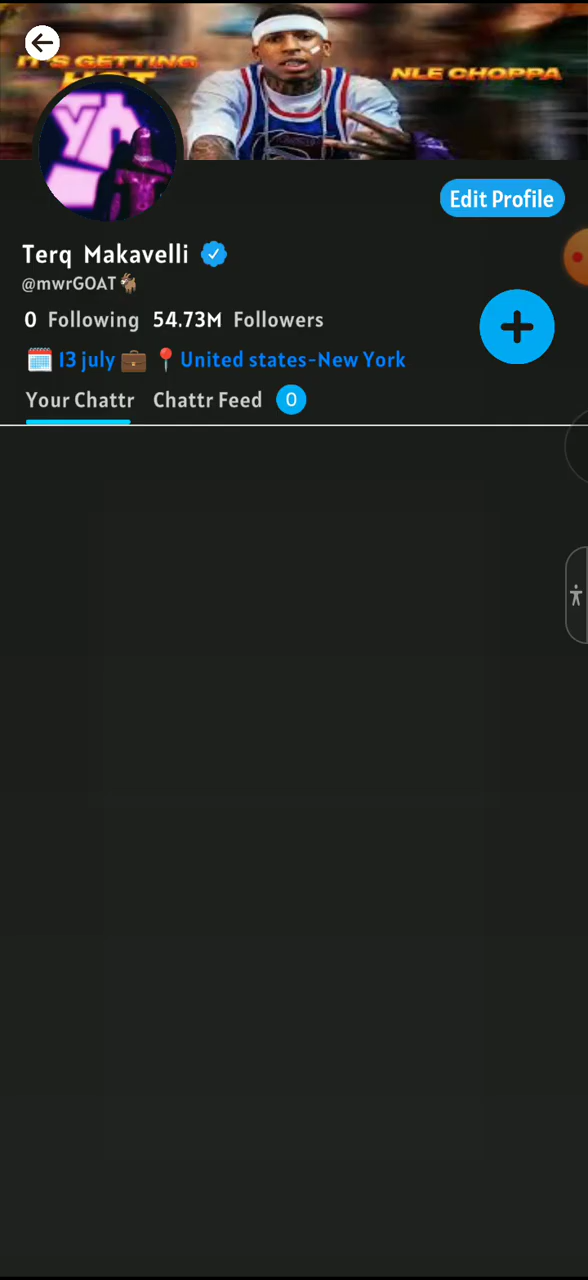 IT'S GETTING
HOT
NLE CHOPPA
Edit Profile
Terq Makavelli
@mwrGOAT🐐
0 Following 54.73M Followers
🗓️ 13 july 💼 📍 United states-New York
Your Chattr Chattr Feed 0